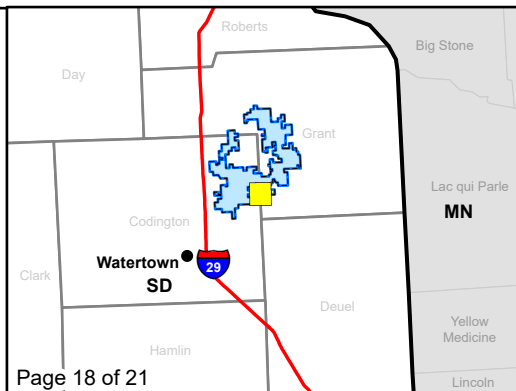 Roberts
Big Stone
Day
Grant
Lac qui Parle
MN
Codington
Watertown
29
SD
Clark
Deuel
Yellow
Medicine
Hamlin
Page 18 of 21
Lincoln